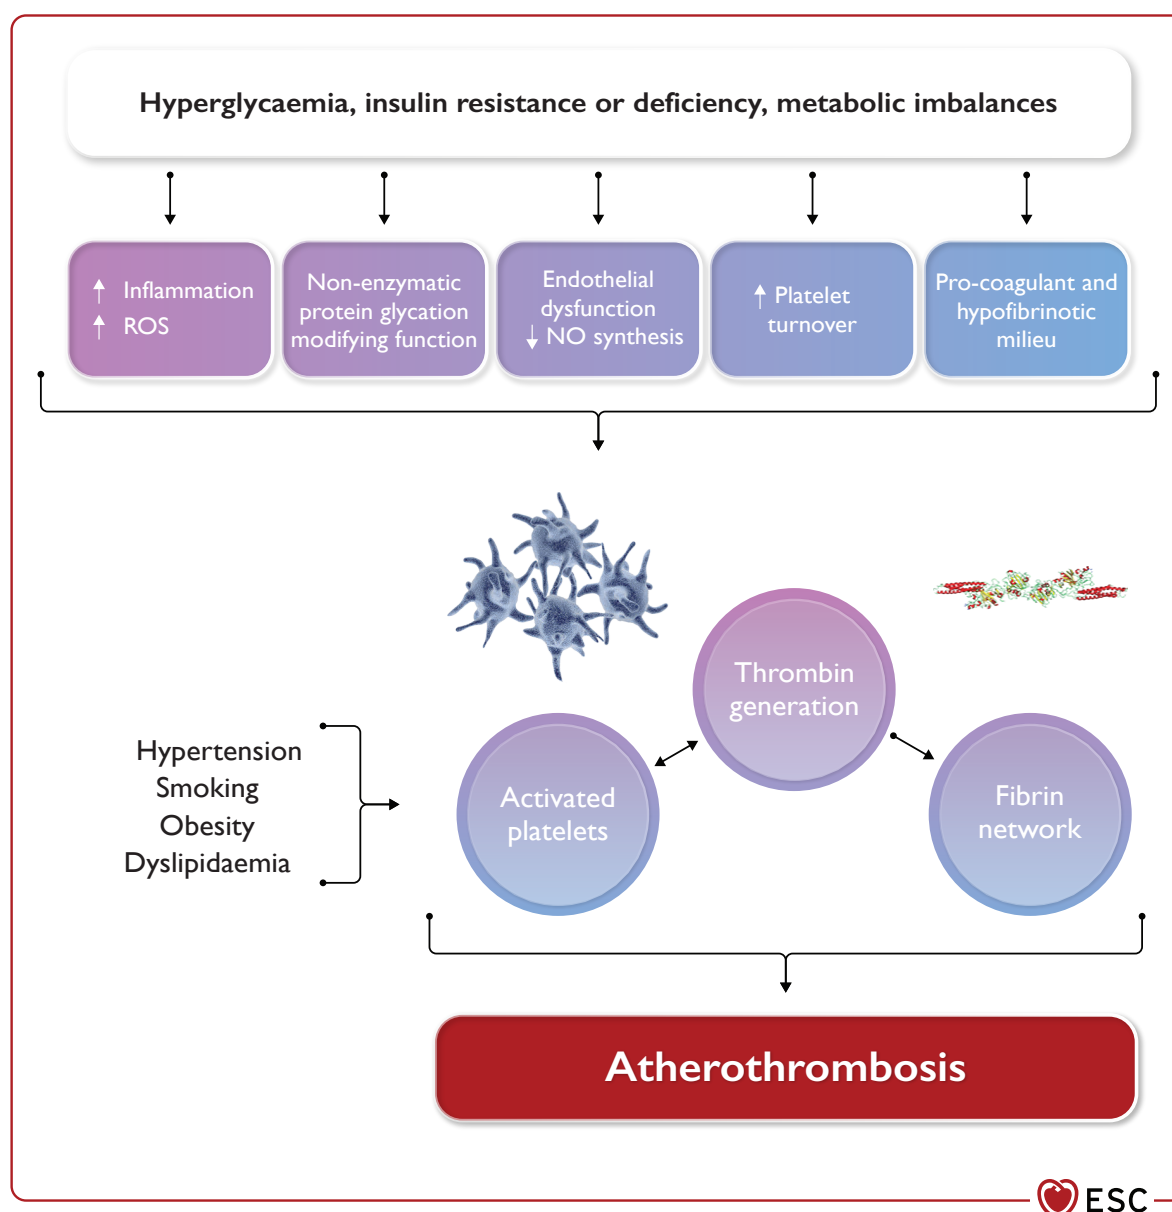 Hyperglycaemia, insulin resistance or deficiency, metabolic imbalances
↑ Inflammation
↑ ROS
Non-enzymatic
protein glycation
modifying function
Endothelial
dysfunction
↓ NO synthesis
↑ Platelet
turnover
Pro-coagulant and
hypofibrinotic
milieu
Thrombin
generation
Hypertension
Smoking
Obesity
Dyslipidaemia
Activated
platelets
Fibrin
network
Atherothrombosis
ESC